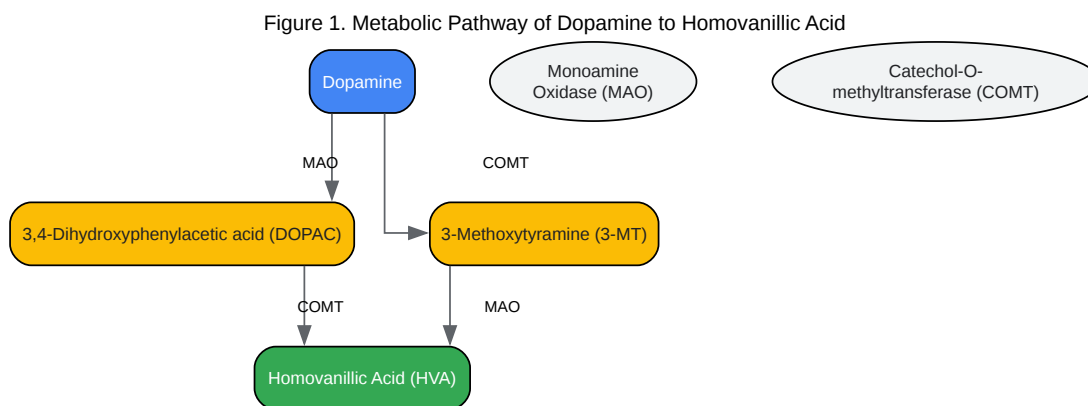 Figure 1. Metabolic Pathway of Dopamine to Homovanillic Acid
Dopamine
Monoamine
Oxidase (MAO)
Catechol-O-
methyltransferase (COMT)
MAO
COMT
3,4-Dihydroxyphenylacetic acid (DOPAC)
3-Methoxytyramine (3-MT)
COMT
MAO
Homovanillic Acid (HVA)